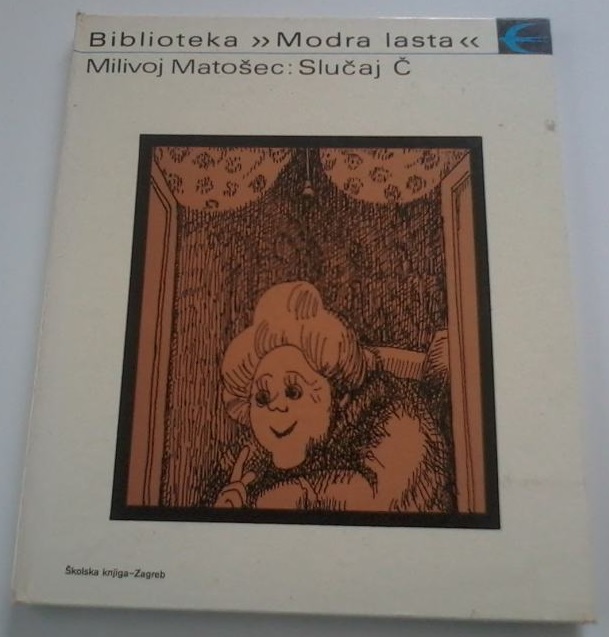 Biblioteka »Modra lasta«
Milivoj Matošec: Slučaj Č
Školska knjiga–Zagreb